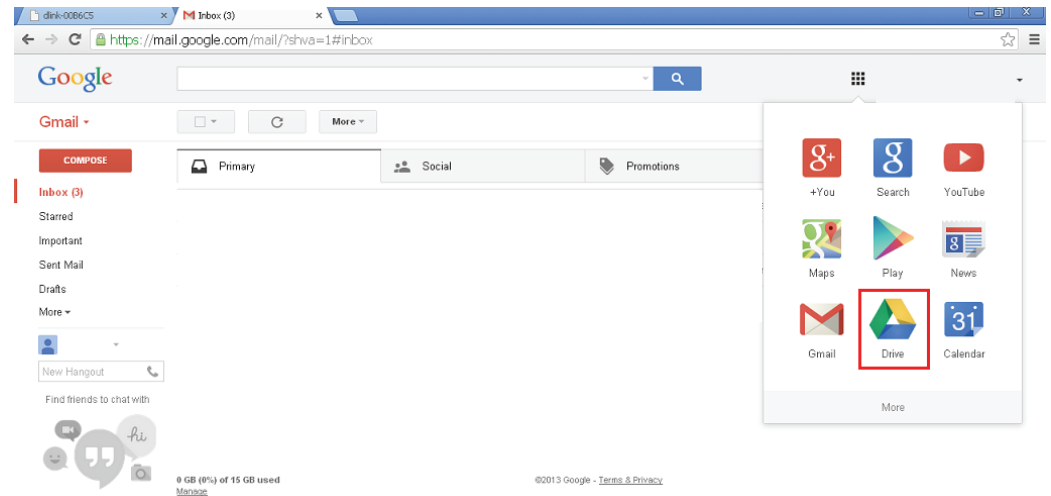 dlink-00B6C5
Inbox (3)
https://mail.google.com/mail/?shva=1#inbox
Google
Gmail
More
COMPOSE
Primary
Social
Promotions
Inbox (3)
Starred
Important
Sent Mail
Drafts
More
New Hangout
Find friends to chat with
hi
+You
Search
YouTube
Maps
Play
News
31
Gmail
Drive
Calendar
More
0 GB (0%) of 15 GB used
Manage
©2013 Google - Terms & Privacy